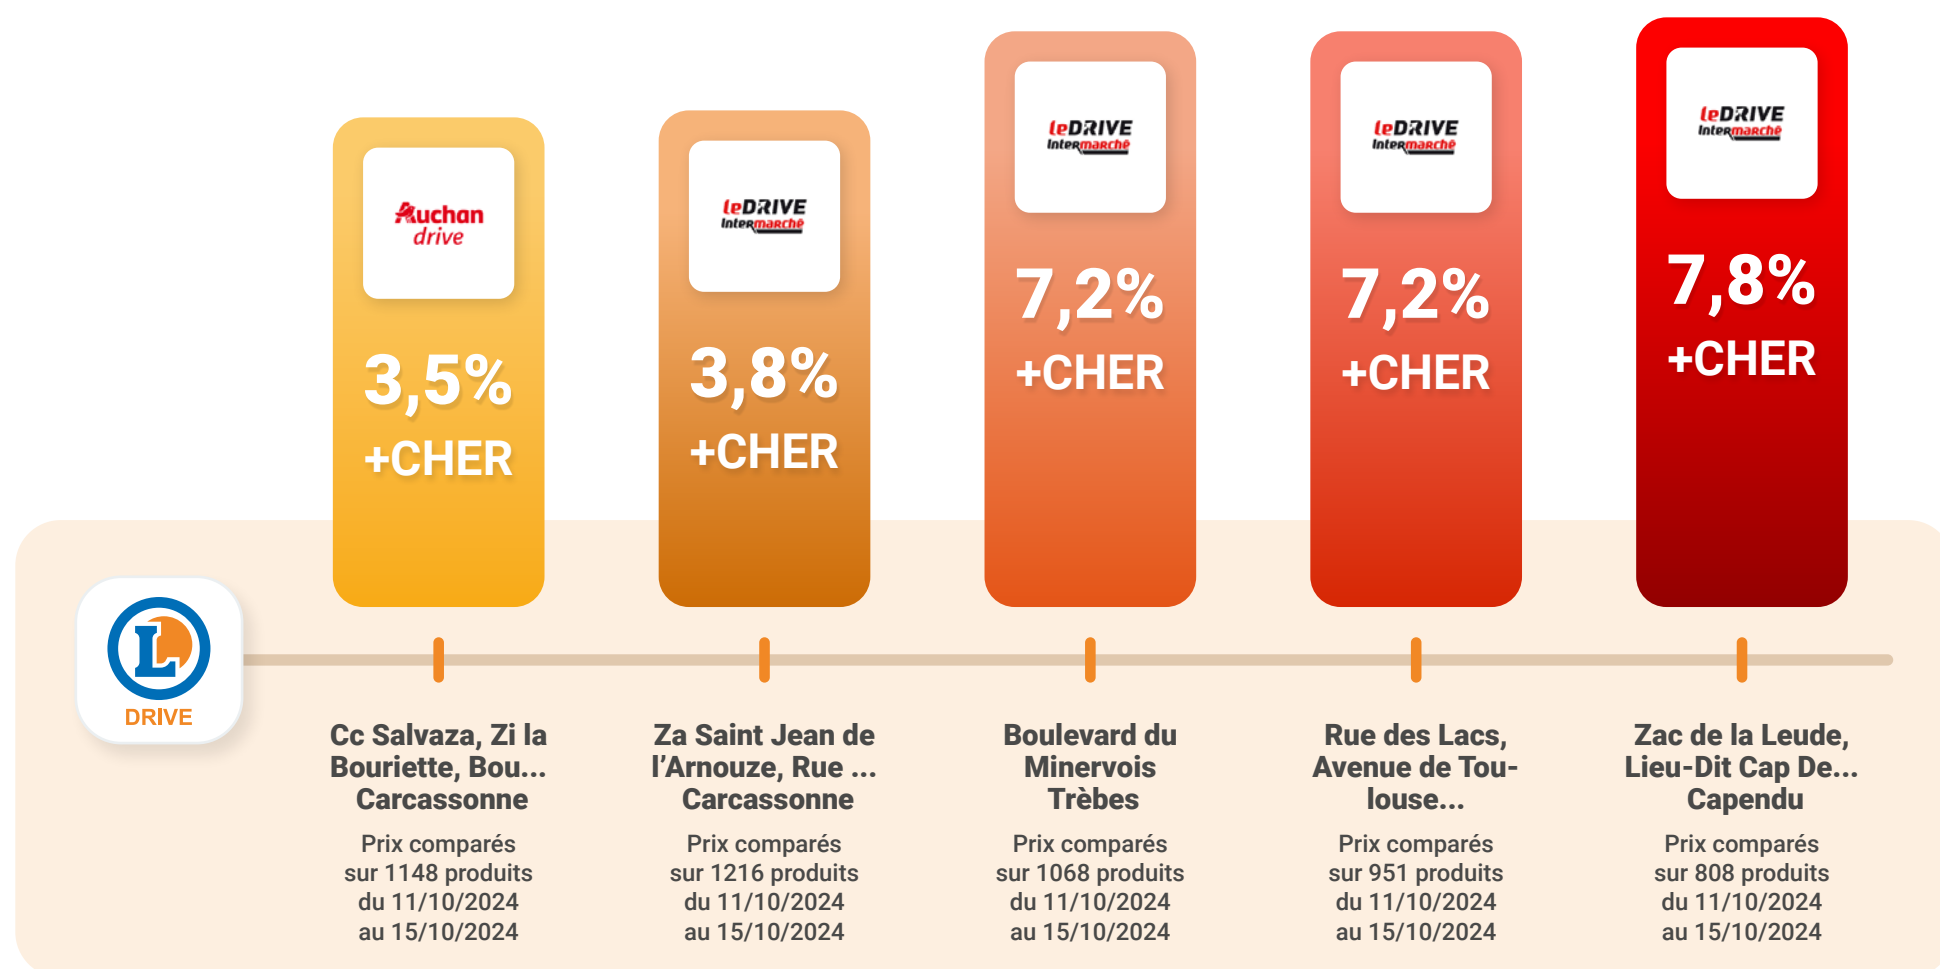 Auchan
drive
3,5%
+CHER
leDRIVE
Intermarché
3,8%
+CHER
leDRIVE
Intermarché
7,2%
+CHER
leDRIVE
Intermarché
7,2%
+CHER
leDRIVE
Intermarché
7,8%
+CHER
L
DRIVE
Cc Salvaza, Zi la
Bouriette, Bou...
Carcassonne
Prix comparés
sur 1148 produits
du 11/10/2024
au 15/10/2024
Za Saint Jean de
l’Arnouze, Rue ...
Carcassonne
Prix comparés
sur 1216 produits
du 11/10/2024
au 15/10/2024
Boulevard du
Minervois
Trèbes
Prix comparés
sur 1068 produits
du 11/10/2024
au 15/10/2024
Rue des Lacs,
Avenue de Tou-
louse...
Prix comparés
sur 951 produits
du 11/10/2024
au 15/10/2024
Zac de la Leude,
Lieu-Dit Cap De...
Capendu
Prix comparés
sur 808 produits
du 11/10/2024
au 15/10/2024